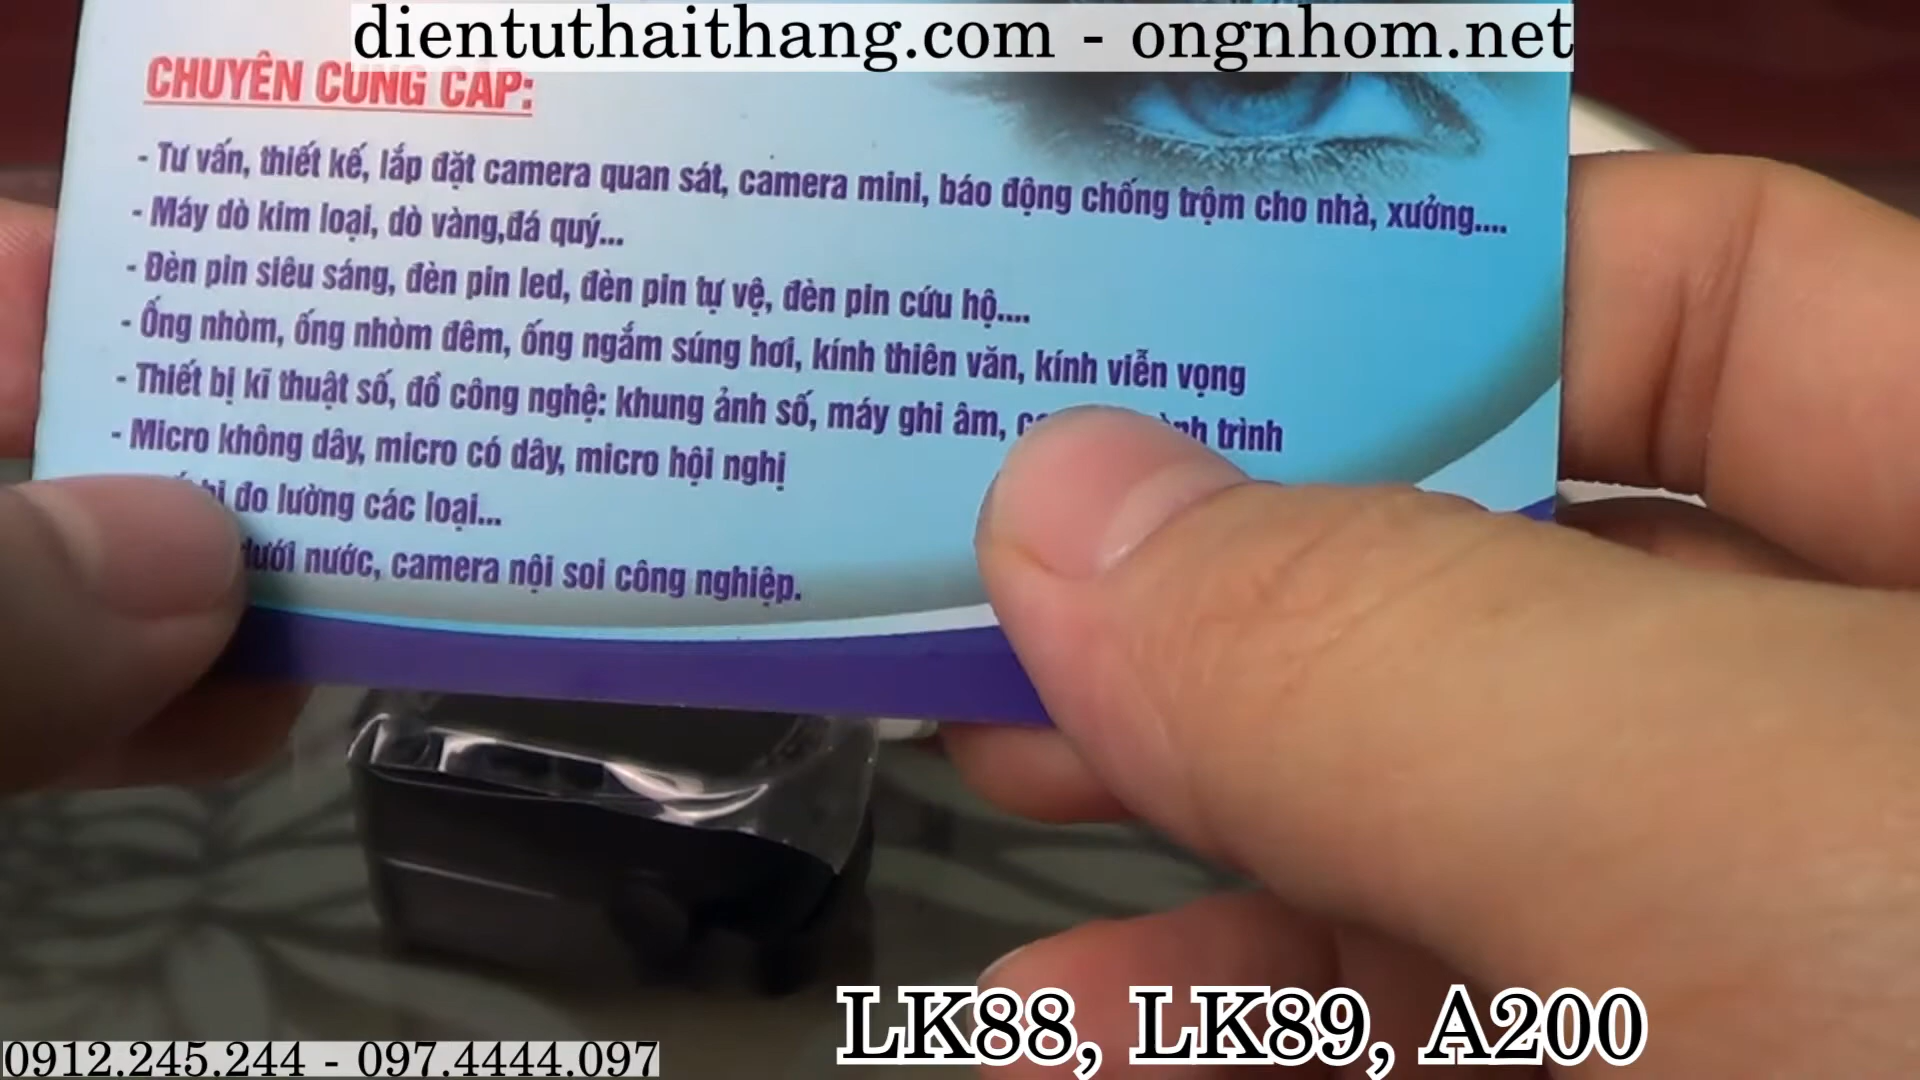 dientuthaithang.com - ongnhom.net
CHUYÊN CUNG CẤP:
- Tư vấn, thiết kế, lắp đặt camera quan sát, camera mini, báo động chống trộm cho nhà, xưởng....
- Máy dò kim loại, dò vàng,đá quý...
- Đèn pin siêu sáng, đèn pin led, đèn pin tự vệ, đèn pin cứu hộ....
- Ống nhòm, ống nhòm đêm, ống ngắm súng hơi, kính thiên văn, kính viễn vọng
- Thiết bị kĩ thuật số, đồ công nghệ: khung ảnh số, máy ghi âm, trình
- Micro không dây, micro có dây, micro hội nghị
đo lường các loại...
dưới nước, camera nội soi công nghiệp.
LK88, LK89, A200
0912.245.244 - 097.4444.097